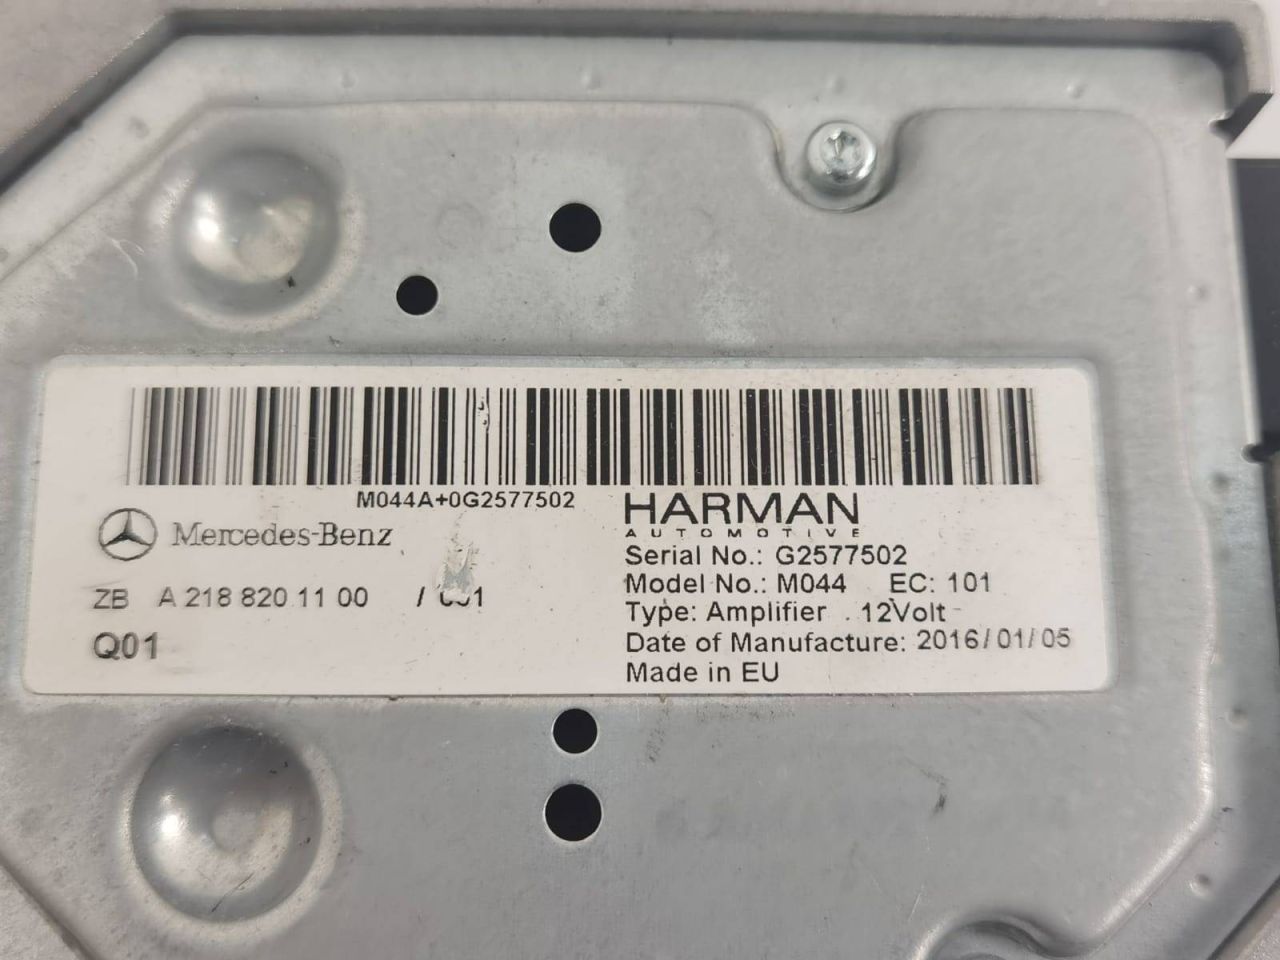 M044A+0G2577502
Mercedes-Benz
ZB A 218 820 11 00 / 001
Q01
HARMAN
AUTOMOTIVE
Serial No.: G2577502
Model No.: M044 EC: 101
Type: Amplifier 12Volt
Date of Manufacture: 2016/01/05
Made in EU